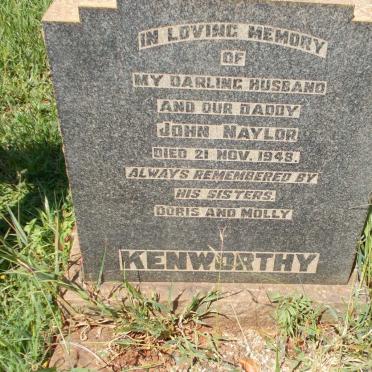 IN LOVING MEMORY
OF
MY DARLING HUSBAND
AND OUR DADDY
JOHN NAYLOR
DIED 21 NOV. 1948.
ALWAYS REMEMBERED BY
HIS SISTERS.
DORIS AND MOLLY
KENWORTHY